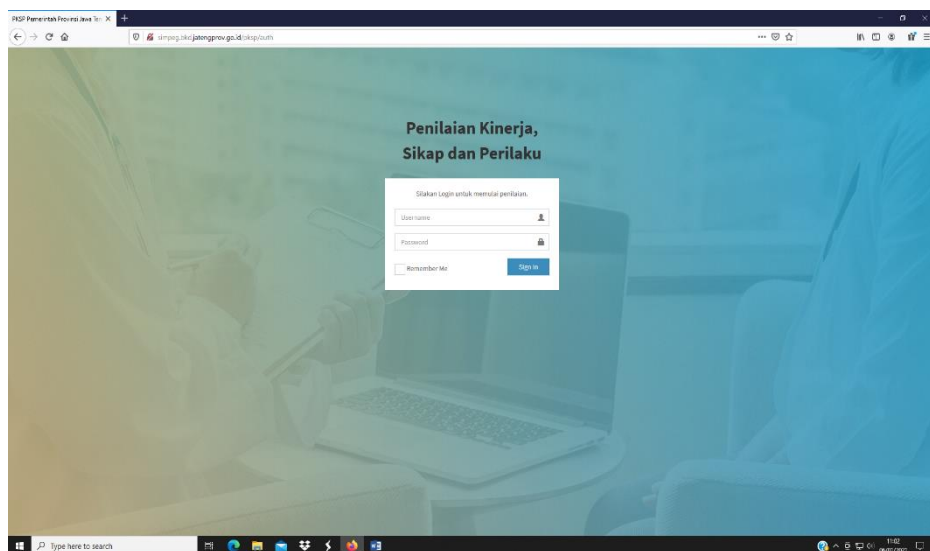 PKSP Pemerintah Provinsi Jawa Ten
simpeg.bkd.jatengprov.go.id/pksp/auth
Penilaian Kinerja,
Sikap dan Perilaku
Silakan Login untuk memulai penilaian.
Username
Password
Remember Me
Sign In
Type here to search
11:02